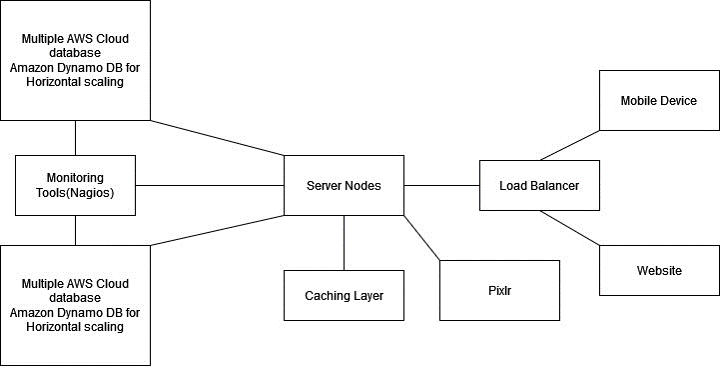 Multiple AWS Cloud
database
Amazon Dynamo DB for
Horizontal scaling
Mobile Device
Monitoring
Tools(Nagios)
Server Nodes
Load Balancer
Multiple AWS Cloud
database
Amazon Dynamo DB for
Horizontal scaling
Caching Layer
Pixlr
Website